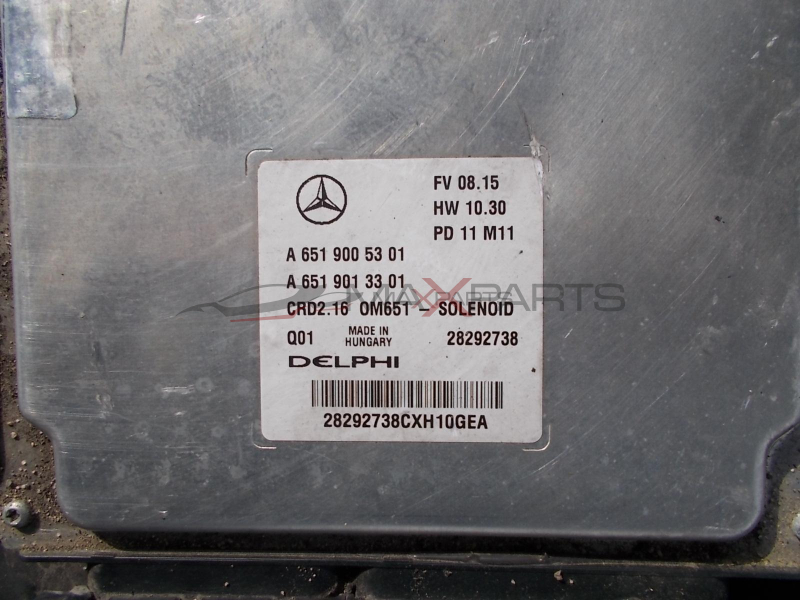 FV 08.15
HW 10.30
PD 11 M11
A 651 900 53 01
A 651 901 33 01
MAXPARTS
CRD2.16 OM651 - SOLENOID
Q01 MADE IN HUNGARY 28292738
DELPHI
28292738CXH10GEA